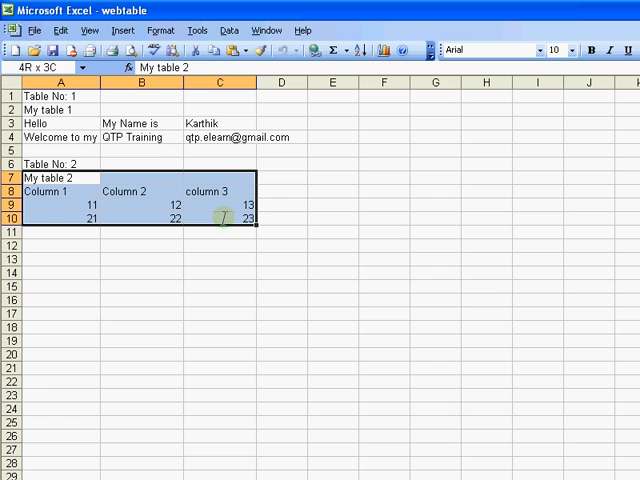 Microsoft Excel - webtable
File Edit View Insert Format Tools Data Window Help
Arial 10 B I U
4R x 3C fx My table 2
A B C D E F G H I J K
1 Table No: 1
2 My table 1
3 Hello My Name is Karthik
4 Welcome to my QTP Training qtp.elearn@gmail.com
5
6 Table No: 2
7 My table 2
8 Column 1 Column 2 column 3
9 11 12 13
10 21 22 23
11
12
13
14
15
16
17
18
19
20
21
22
23
24
25
26
27
28
29